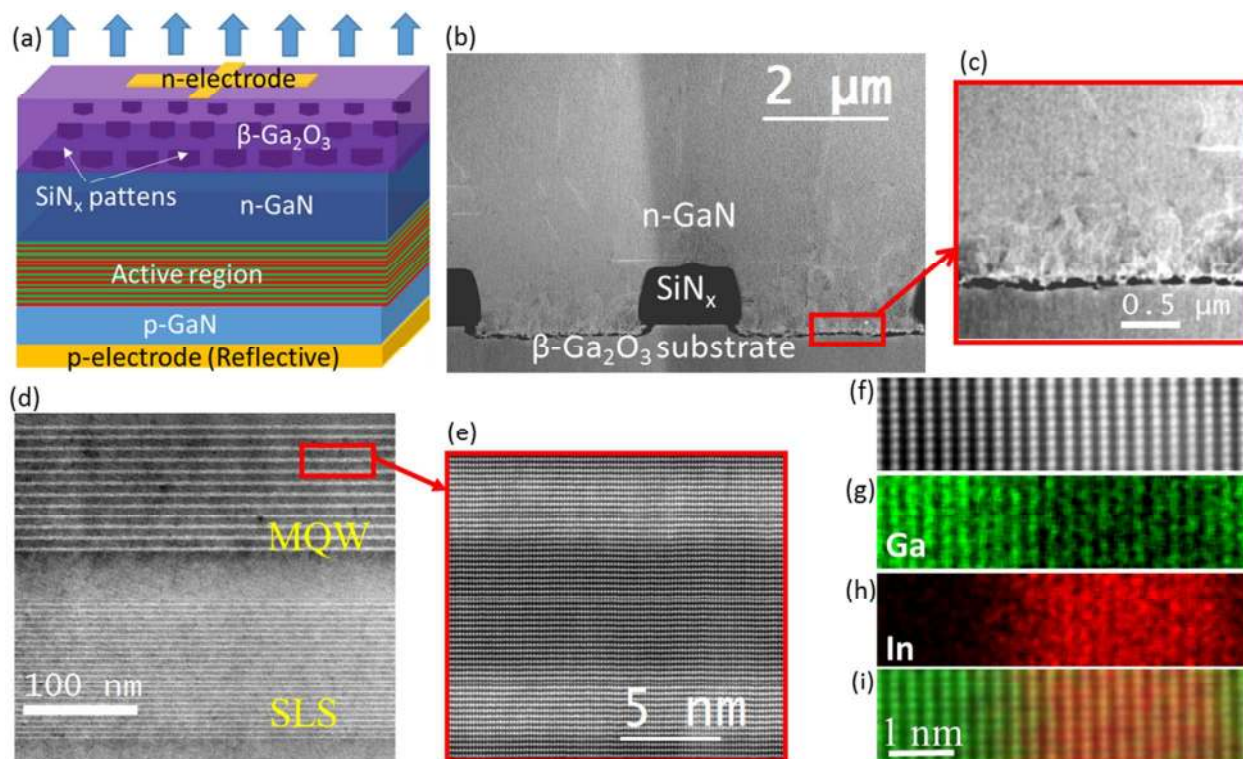 (a)
n-electrode
β-Ga₂O₃
SiNₓ pattens
n-GaN
Active region
p-GaN
p-electrode (Reflective)
(b)
2 μm
n-GaN
SiNₓ
β-Ga₂O₃ substrate
(c)
0.5 μm
(d)
MQW
100 nm
SLS
(e)
5 nm
(f)
(g)
Ga
(h)
In
(i)
1 nm